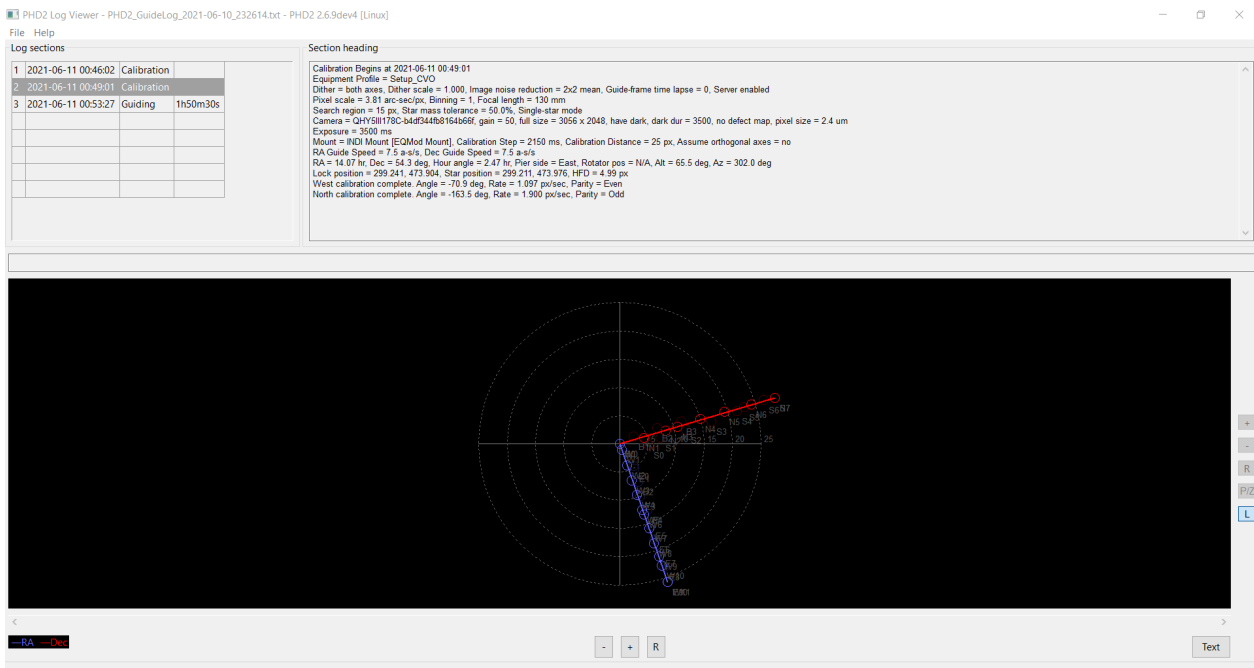 PHD2 Log Viewer - PHD2_GuideLog_2021-06-10_232614.txt - PHD2 2.6.9dev4 [Linux]
File Help
Log sections
1 2021-06-11 00:46:02 Calibration
2 2021-06-11 00:49:01 Calibration
3 2021-06-11 00:53:27 Guiding 1h50m30s
Section heading
Calibration Begins at 2021-06-11 00:49:01
Equipment Profile = Setup_CVO
Dither = both axes, Dither scale = 1.000, Image noise reduction = 2x2 mean, Guide-frame time lapse = 0, Server enabled
Pixel scale = 3.81 arc-sec/px, Binning = 1, Focal length = 130 mm
Search region = 15 px, Star mass tolerance = 50.0%, Single-star mode
Camera = QHY5III178C-b4df344fb8164b66f, gain = 50, full size = 3056 x 2048, have dark, dark dur = 3500, no defect map, pixel size = 2.4 um
Exposure = 3500 ms
Mount = INDI Mount [EQMod Mount], Calibration Step = 2150 ms, Calibration Distance = 25 px, Assume orthogonal axes = no
RA Guide Speed = 7.5 a-s/s, Dec Guide Speed = 7.5 a-s/s
RA = 14.07 hr, Dec = 54.3 deg, Hour angle = 2.47 hr, Pier side = East, Rotator pos = N/A, Alt = 65.5 deg, Az = 302.0 deg
Lock position = 299.241, 473.904, Star position = 299.211, 473.976, HFD = 4.99 px
West calibration complete. Angle = -70.9 deg, Rate = 1.097 px/sec, Parity = Even
North calibration complete. Angle = -163.5 deg, Rate = 1.900 px/sec, Parity = Odd
N5 S4
N4 S3
B3
S2 15 20 25
N1 S1
S0
+
-
R
P/Z
L
RA Dec
- + R
Text